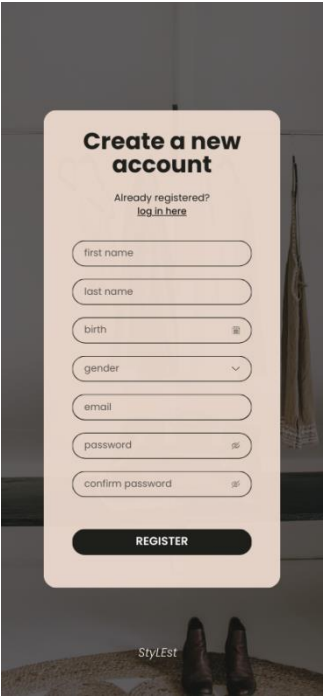 Create a new
account
Already registered?
log in here
first name
last name
birth
gender
email
password
confirm password
REGISTER
StyLEst